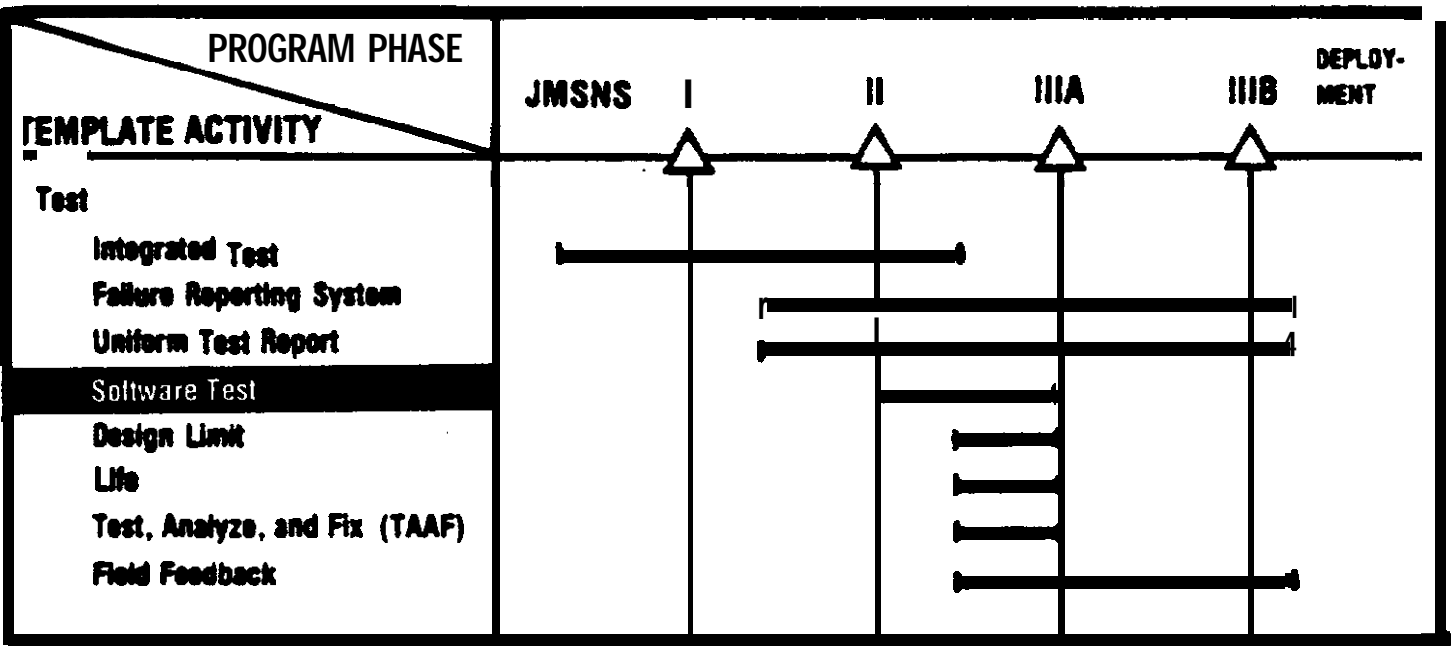 PROGRAM PHASE
TEMPLATE ACTIVITY
JMSNS I II IIIA IIIB DEPLOY-
MENT
Test
Integrated Test
Failure Reporting System
Uniform Test Report
Software Test
Design Limit
Life
Test, Analyze, and Fix (TAAF)
Field Feedback